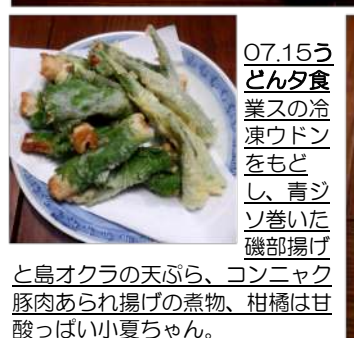 07.15うどん夕食
業スの冷
凍ウドン
をもど
し、青ジ
ソ巻いた
磯部揚げ
と島オクラの天ぷら、コンニャク
豚肉あられ揚げの煮物、柑橘は甘
酸っぱい小夏ちゃん。